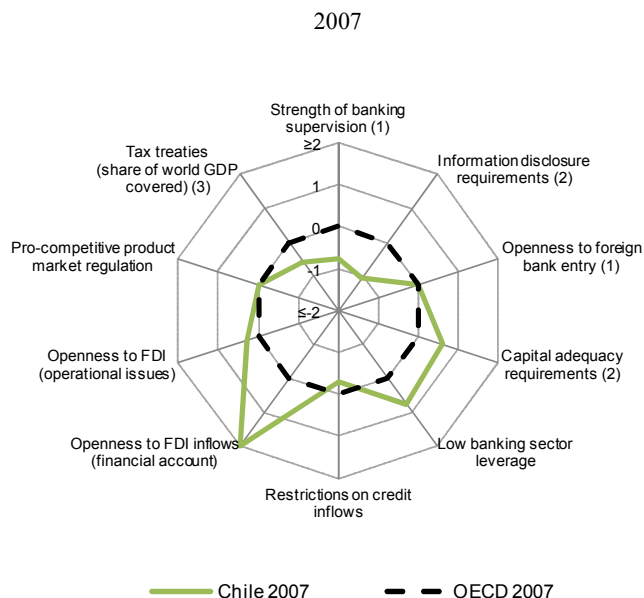 2007
Strength of banking
supervision (1)
Information disclosure
requirements (2)
Openness to foreign
bank entry (1)
Capital adequacy
requirements (2)
Low banking sector
leverage
Restrictions on credit
inflows
Openness to FDI inflows
(financial account)
Openness to FDI
(operational issues)
Pro-competitive product
market regulation
Tax treaties
(share of world GDP
covered) (3)
≥2
1
0
-1
≤-2
Chile 2007
OECD 2007